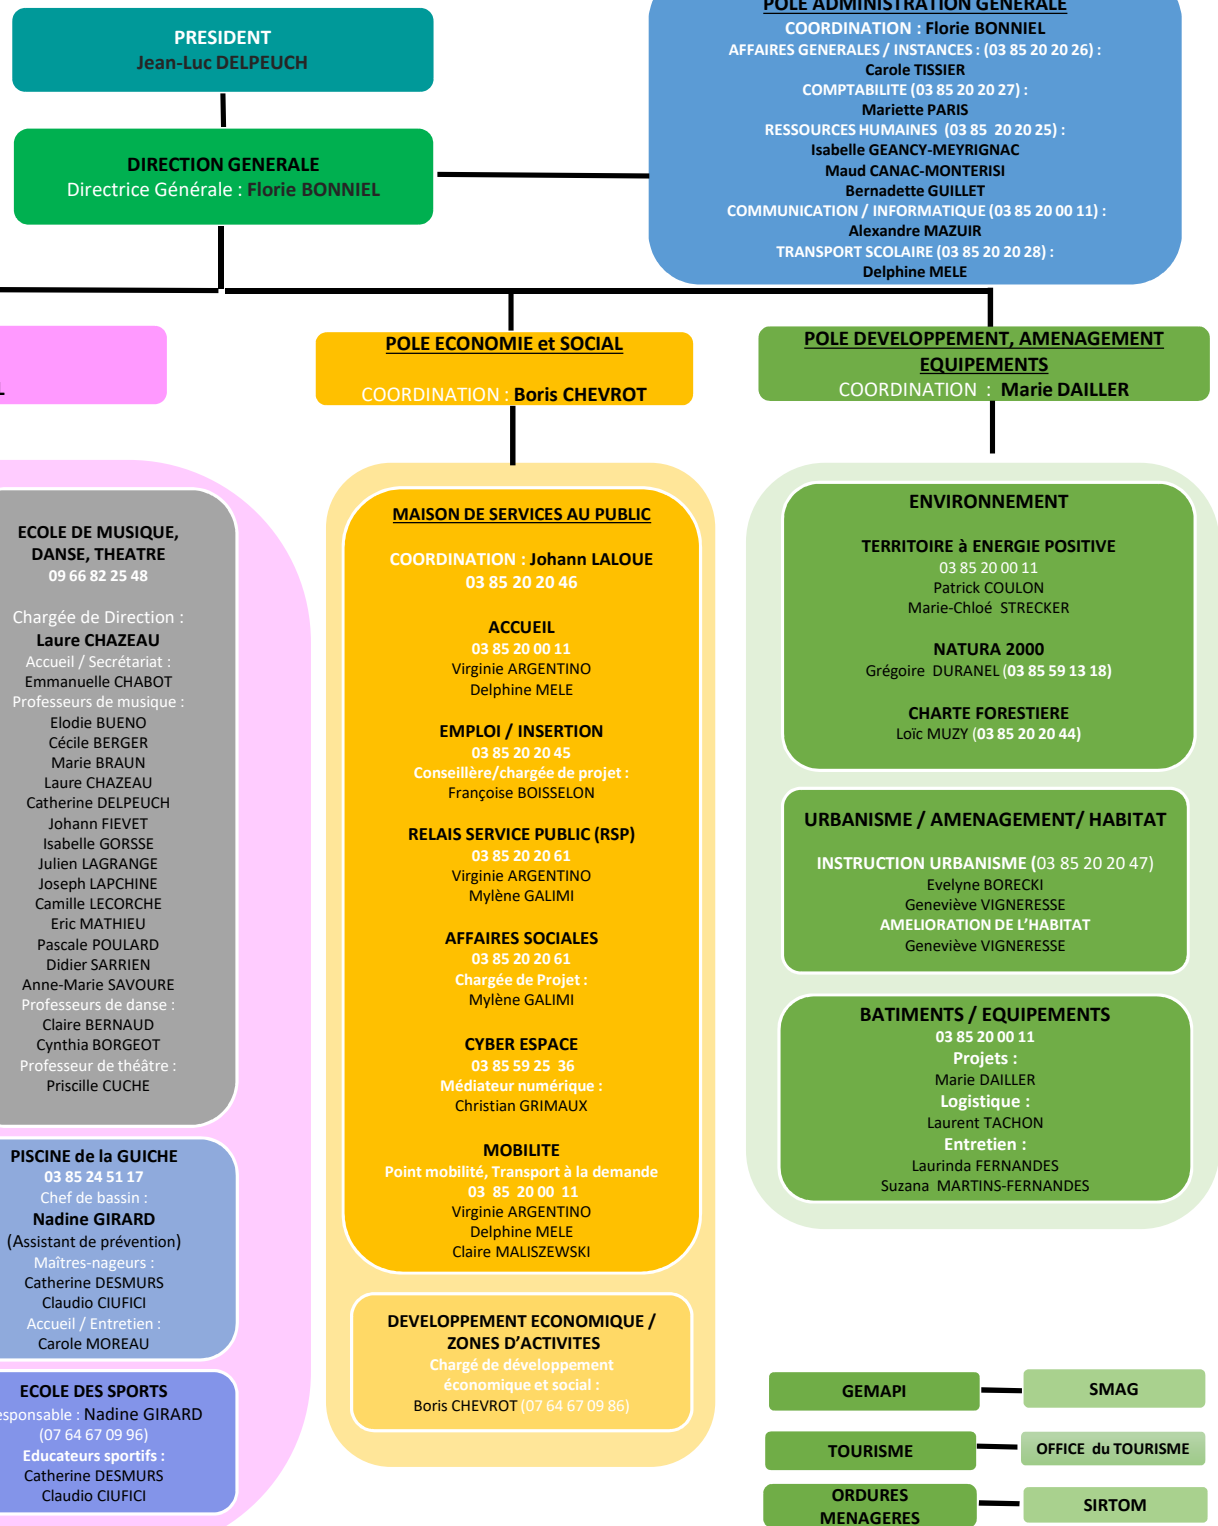 PRESIDENT
Jean-Luc DELPEUCH
DIRECTION GENERALE
Directrice Générale : Florie BONNIEL
POLE ADMINISTRATION GENERALE
COORDINATION : Florie BONNIEL
AFFAIRES GENERALES / INSTANCES : (03 85 20 20 26) :
Carole TISSIER
COMPTABILITE (03 85 20 20 27) :
Mariette PARIS
RESSOURCES HUMAINES (03 85 20 20 25) :
Isabelle GEANCY-MEYRIGNAC
Maud CANAC-MONTERISI
Bernadette GUILLET
COMMUNICATION / INFORMATIQUE (03 85 20 00 11) :
Alexandre MAZUIR
TRANSPORT SCOLAIRE (03 85 20 20 28) :
Delphine MELE
ECOLE DE MUSIQUE,
DANSE, THEATRE
09 66 82 25 48
Chargée de Direction :
Laure CHAZEAU
Accueil / Secrétariat :
Emmanuelle CHABOT
Professeurs de musique :
Elodie BUENO
Cécile BERGER
Marie BRAUN
Laure CHAZEAU
Catherine DELPEUCH
Johann FIEVET
Isabelle GORSSE
Julien LAGRANGE
Joseph LAPCHINE
Camille LECORCHE
Eric MATHIEU
Pascale POULARD
Didier SARRIEN
Anne-Marie SAVOURE
Professeurs de danse :
Claire BERNAUD
Cynthia BORGEOT
Professeur de théâtre :
Priscille CUCHE
PISCINE de la GUICHE
03 85 24 51 17
Chef de bassin :
Nadine GIRARD
(Assistant de prévention)
Maîtres-nageurs :
Catherine DESMURS
Claudio CIUFICI
Accueil / Entretien :
Carole MOREAU
ECOLE DES SPORTS
esponsable : Nadine GIRARD
(07 64 67 09 96)
Educateurs sportifs :
Catherine DESMURS
Claudio CIUFICI
POLE ECONOMIE et SOCIAL
COORDINATION : Boris CHEVROT
MAISON DE SERVICES AU PUBLIC
COORDINATION : Johann LALOUE
03 85 20 20 46
ACCUEIL
03 85 20 00 11
Virginie ARGENTINO
Delphine MELE
EMPLOI / INSERTION
03 85 20 20 45
Conseillère/chargée de projet :
Françoise BOISSELON
RELAIS SERVICE PUBLIC (RSP)
03 85 20 20 61
Virginie ARGENTINO
Mylène GALIMI
AFFAIRES SOCIALES
03 85 20 20 61
Chargée de Projet :
Mylène GALIMI
CYBER ESPACE
03 85 59 25 36
Médiateur numérique :
Christian GRIMAUX
MOBILITE
Point mobilité, Transport à la demande
03 85 20 00 11
Virginie ARGENTINO
Delphine MELE
Claire MALISZEWSKI
DEVELOPPEMENT ECONOMIQUE /
ZONES D'ACTIVITES
Chargé de développement
économique et social :
Boris CHEVROT (07 64 67 09 86)
POLE DEVELOPPEMENT, AMENAGEMENT
EQUIPEMENTS
COORDINATION : Marie DAILLER
ENVIRONNEMENT
TERRITOIRE à ENERGIE POSITIVE
03 85 20 00 11
Patrick COULON
Marie-Chloé STRECKER
NATURA 2000
Grégoire DURANEL (03 85 59 13 18)
CHARTE FORESTIERE
Loïc MUZY (03 85 20 20 44)
URBANISME / AMENAGEMENT/ HABITAT
INSTRUCTION URBANISME (03 85 20 20 47)
Evelyne BORECKI
Geneviève VIGNERESSE
AMELIORATION DE L'HABITAT
Geneviève VIGNERESSE
BATIMENTS / EQUIPEMENTS
03 85 20 00 11
Projets :
Marie DAILLER
Logistique :
Laurent TACHON
Entretien :
Laurinda FERNANDES
Suzana MARTINS-FERNANDES
GEMAPI
SMAG
TOURISME
OFFICE du TOURISME
ORDURES
MENAGERES
SIRTOM